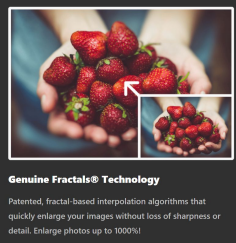 Genuine Fractals® Technology
Patented, fractal-based interpolation algorithms that
quickly enlarge your images without loss of sharpness or
detail. Enlarge photos up to 1000%!